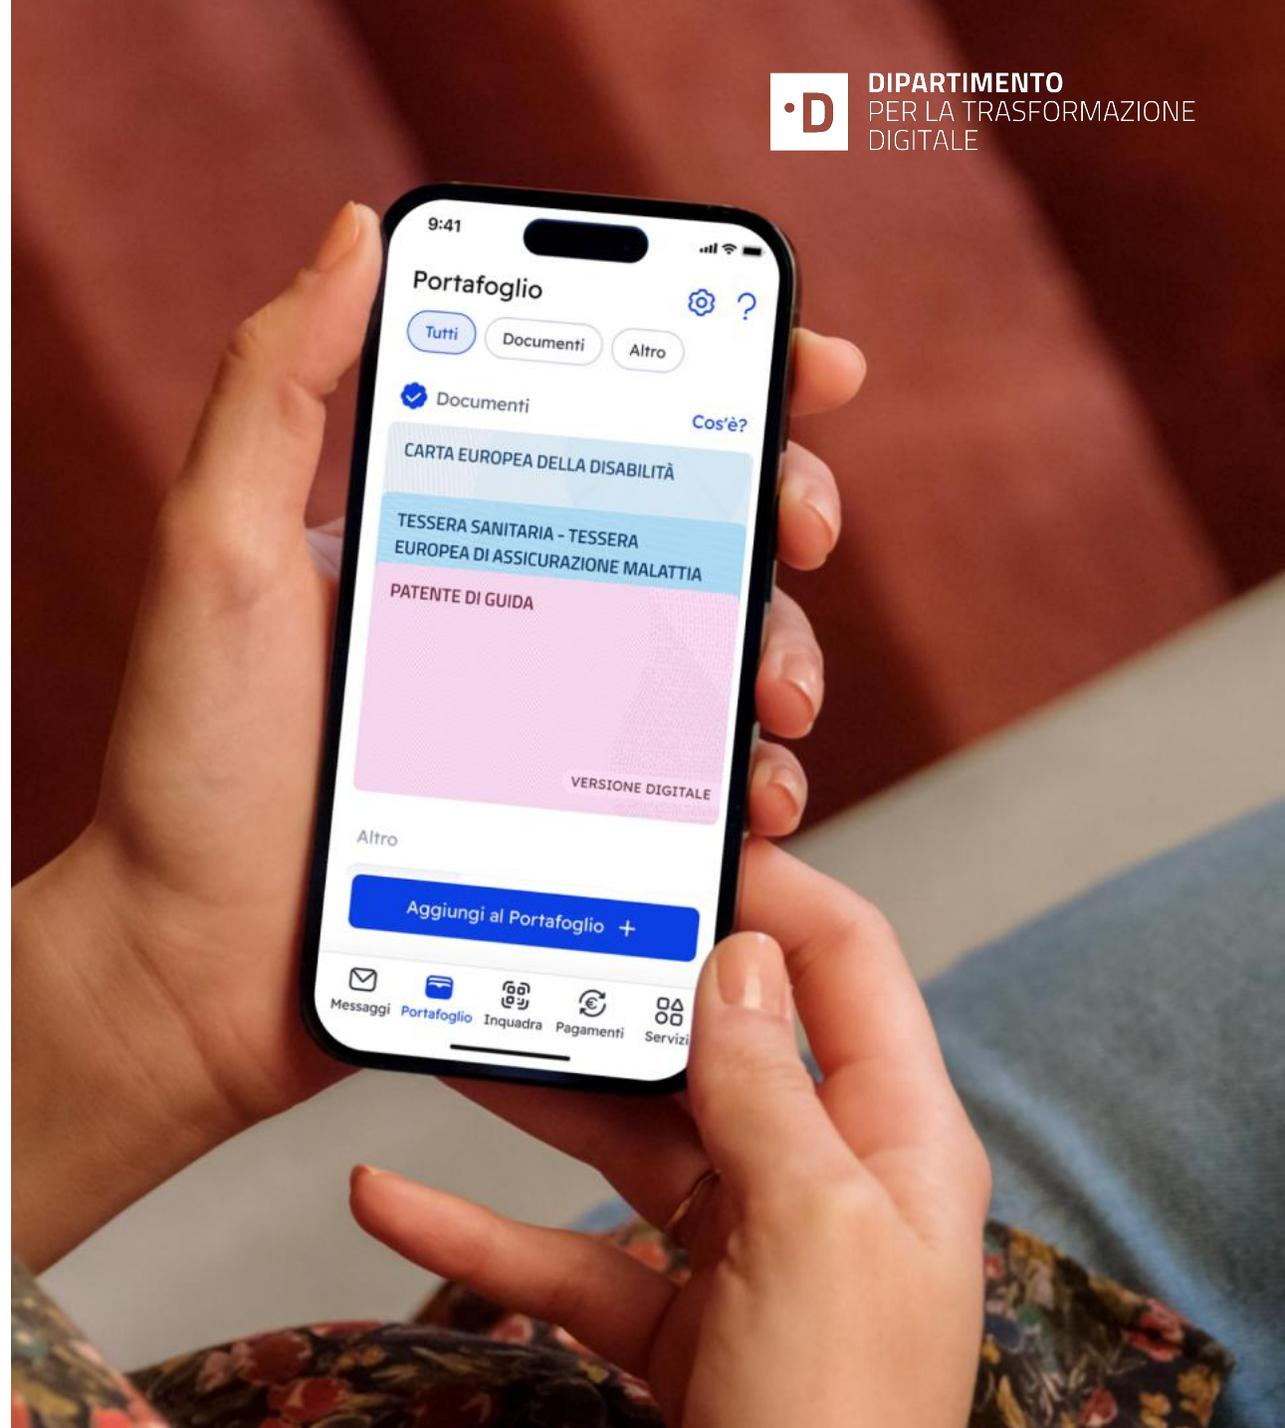 DIPARTIMENTO
PER LA TRASFORMAZIONE
DIGITALE
9:41
Portafoglio
Tutti
Documenti
Altro
Documenti
Cos'è?
CARTA EUROPEA DELLA DISABILITÀ
TESSERA SANITARIA - TESSERA
EUROPEA DI ASSICURAZIONE MALATTIA
PATENTE DI GUIDA
VERSIONE DIGITALE
Altro
Aggiungi al Portafoglio +
Messaggi
Portafoglio
Inquadra
Pagamenti
Servizi